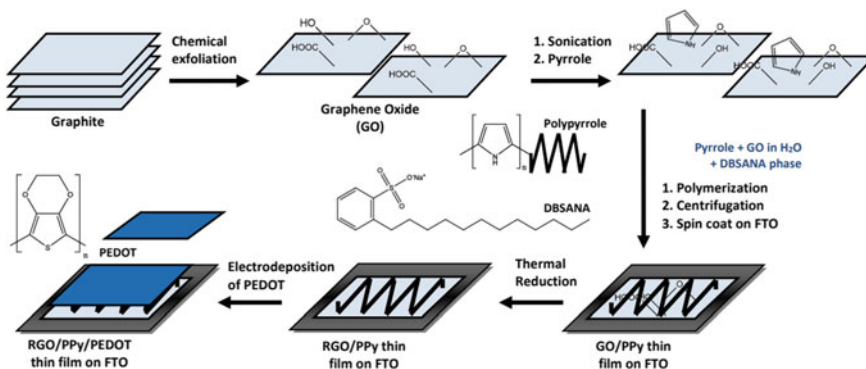 Graphite
Chemical
exfoliation
HO
O
HOOC
HO
O
HOOC
Graphene Oxide
(GO)
1. Sonication
2. Pyrrole
NH
O
HOOC
OH
NH
O
HOOC
OH
Pyrrole + GO in H₂O
+ DBSANA phase
1. Polymerization
2. Centrifugation
3. Spin coat on FTO
Polypyrrole
N
H
n
O
S
O
O⁻Na⁺
DBSANA
HOOC
O
GO/PPy thin
film on FTO
Thermal
Reduction
RGO/PPy thin
film on FTO
Electrodeposition
of PEDOT
O
O
S
n
PEDOT
RGO/PPy/PEDOT
thin film on FTO